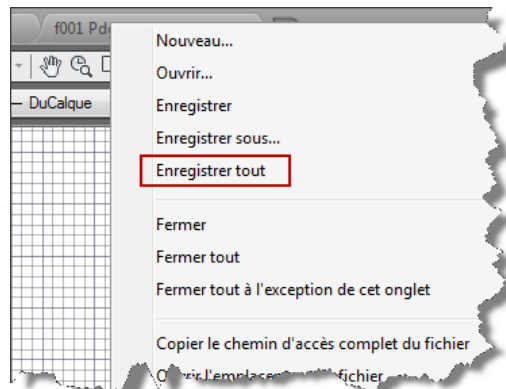 f001
Nouveau...
Ouvrir...
Enregistrer
DuCalque
Enregistrer sous...
Enregistrer tout
Fermer
Fermer tout
Fermer tout à l'exception de cet onglet
Copier le chemin d'accès complet du fichier
fichier